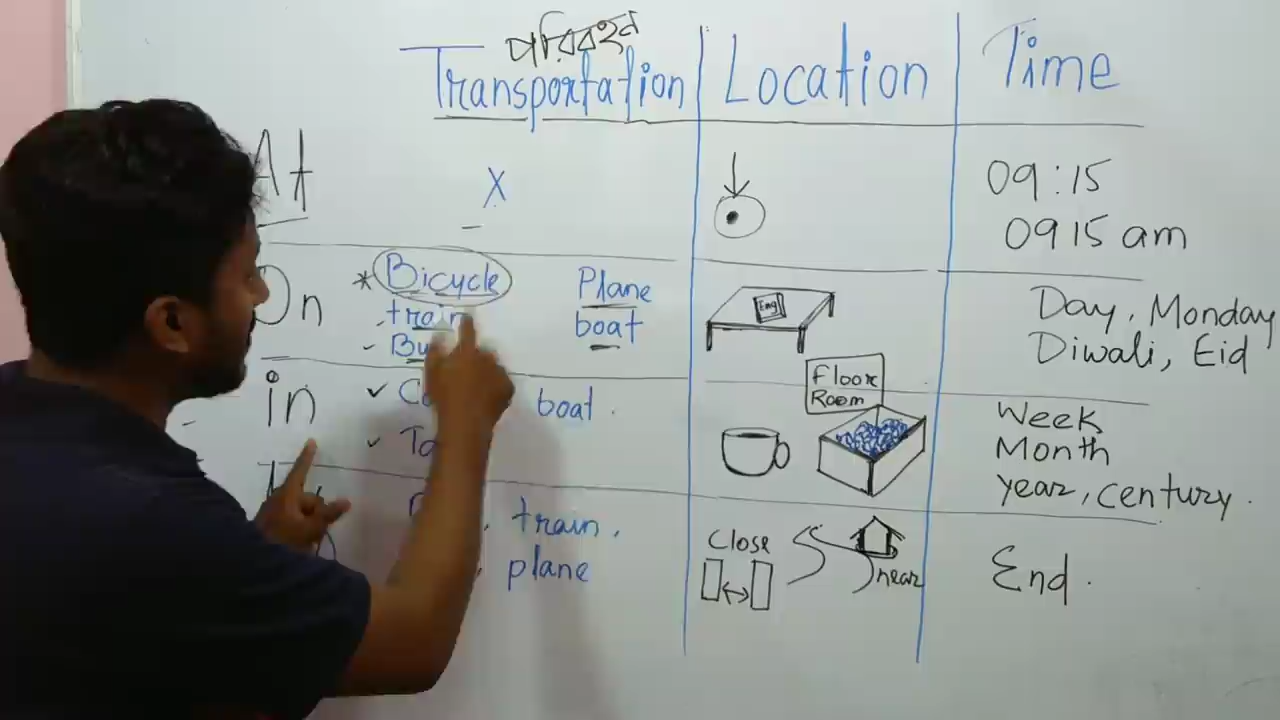 পরিবহন
Transportation Location Time
At X 09:15
0915 am
On * Bicycle Plane Day, Monday
train boat Diwali, Eid
Eng
in boat. Floor Week
Room Month
year, century.
train. Close
plane near End.